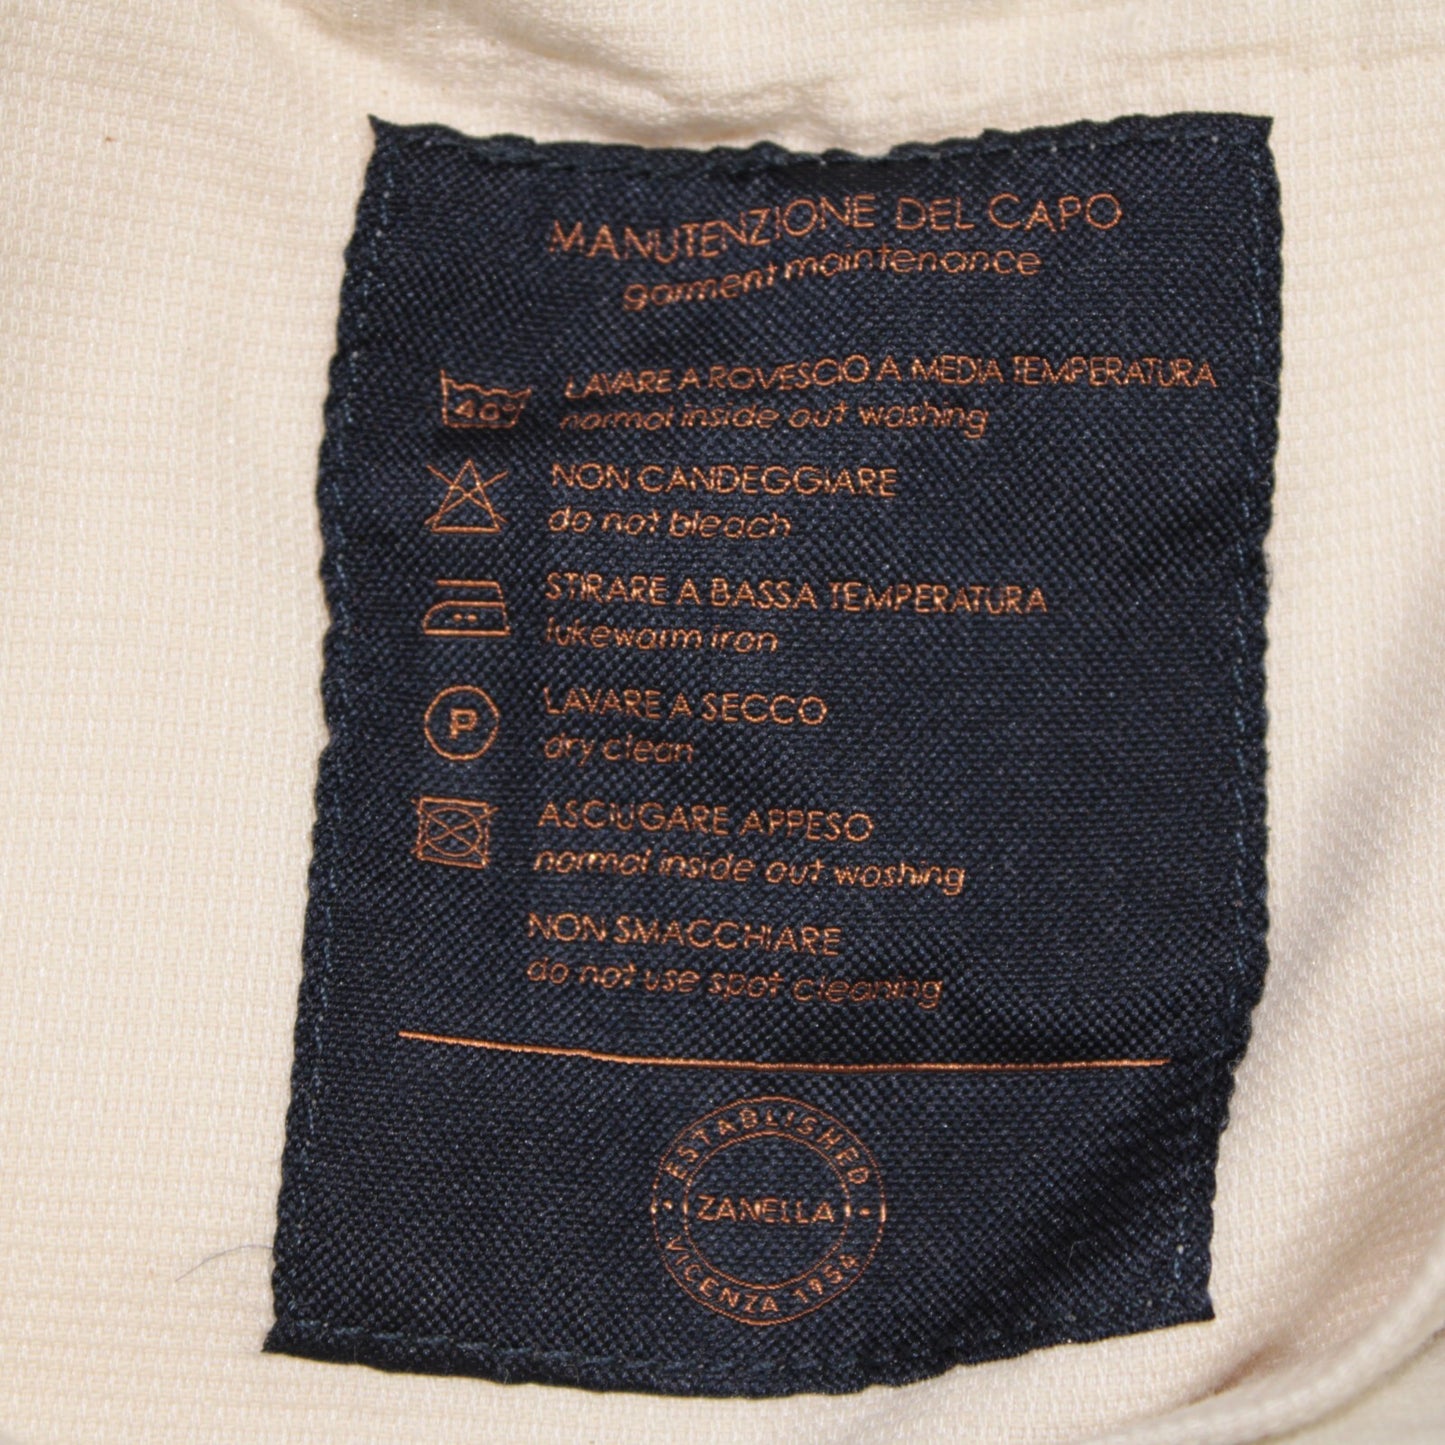 MANUTENZIONE DEL CAPO
garment maintenance
40° LAVARE A ROVESCIO A MEDIA TEMPERATURA
normal inside out washing
NON CANDEGGIARE
do not bleach
STIRARE A BASSA TEMPERATURA
lukewarm iron
P LAVARE A SECCO
dry clean
ASCIUGARE APPESO
normal inside out washing
NON SMACCHIARE
do not use spot cleaning
ESTABLISHED
ZANELLA
VICENZA 1954